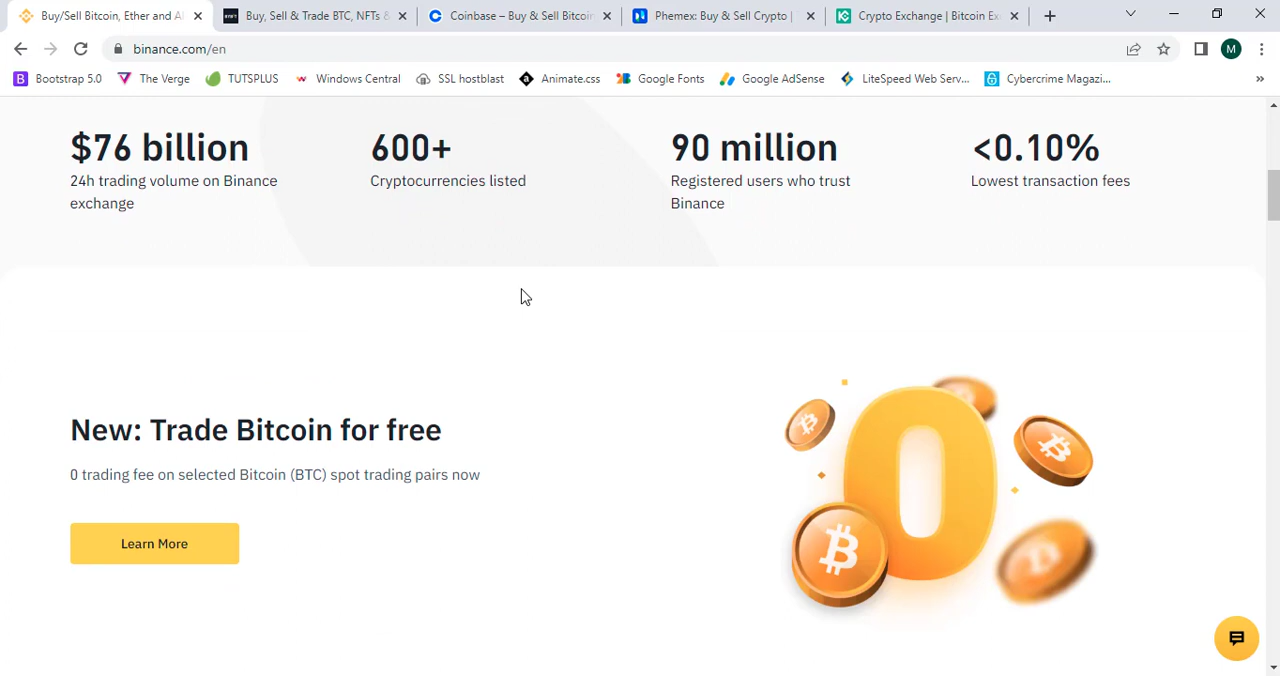 Buy/Sell Bitcoin, Ether and Al
Buy, Sell & Trade BTC, NFTs &
Coinbase – Buy & Sell Bitcoin
Phemex: Buy & Sell Crypto |
Crypto Exchange | Bitcoin Ex
binance.com/en
M
B
Bootstrap 5.0
The Verge
TUTSPLUS
Windows Central
SSL hostblast
Animate.css
Google Fonts
Google AdSense
LiteSpeed Web Serv...
Cybercrime Magazi...
$76 billion
24h trading volume on Binance
exchange
600+
Cryptocurrencies listed
90 million
Registered users who trust
Binance
<0.10%
Lowest transaction fees
New: Trade Bitcoin for free
0 trading fee on selected Bitcoin (BTC) spot trading pairs now
Learn More
0